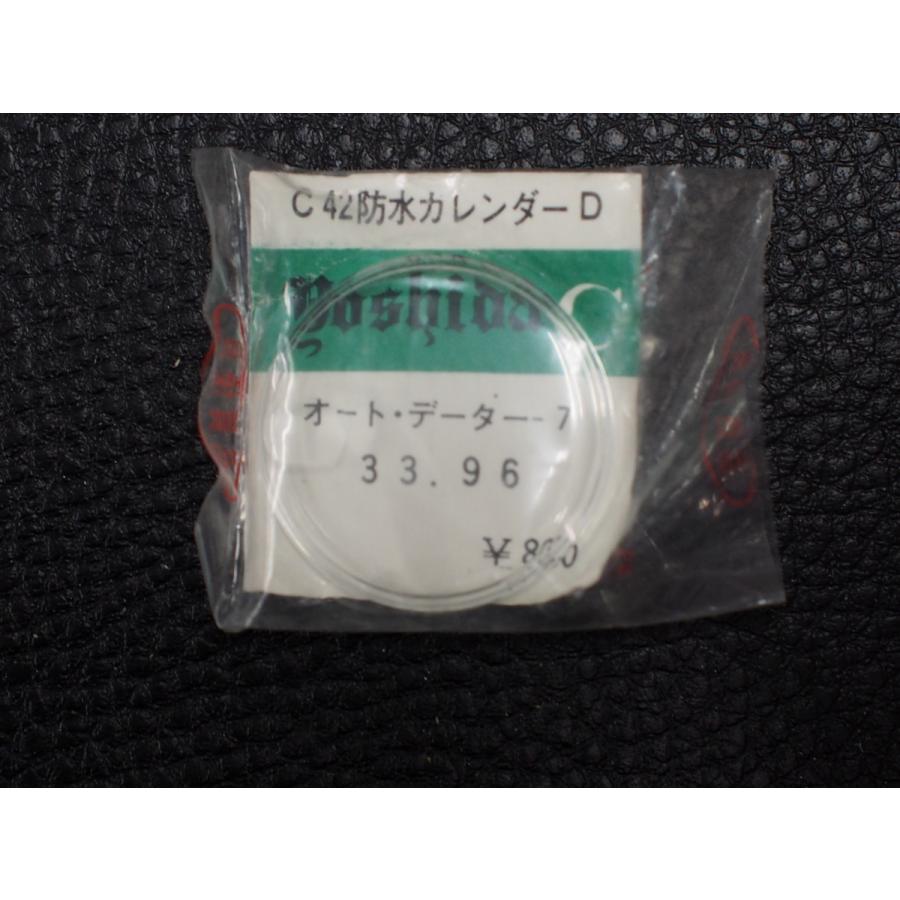 C 42防水カレンダー D
Yoshida C
オート・データー-7
33.96
¥ 800